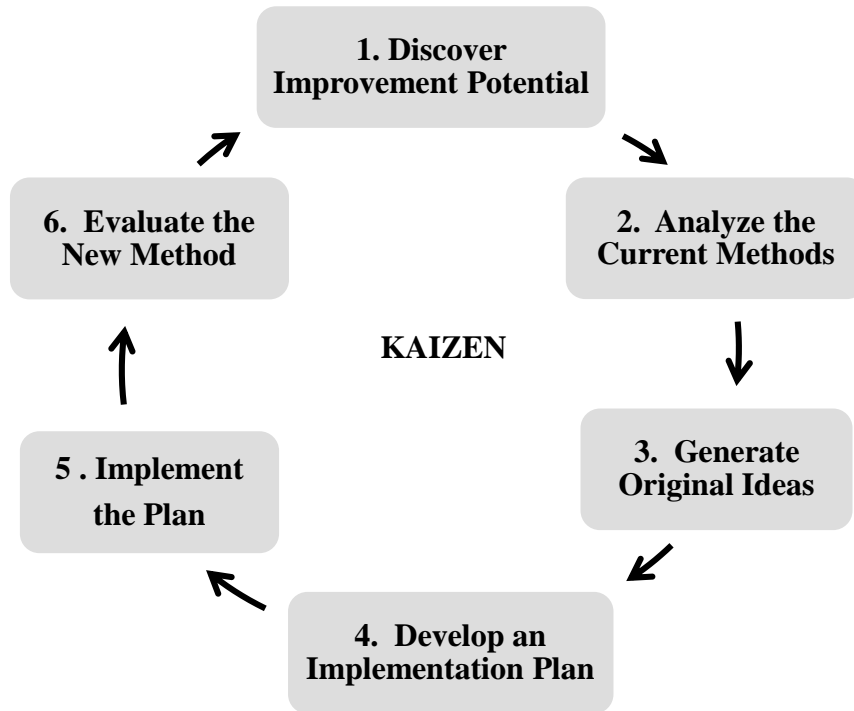 1. Discover
Improvement Potential
2.  Analyze the
Current Methods
3.  Generate
Original Ideas
4.  Develop an
Implementation Plan
5 . Implement
the Plan
6.  Evaluate the
New Method
KAIZEN